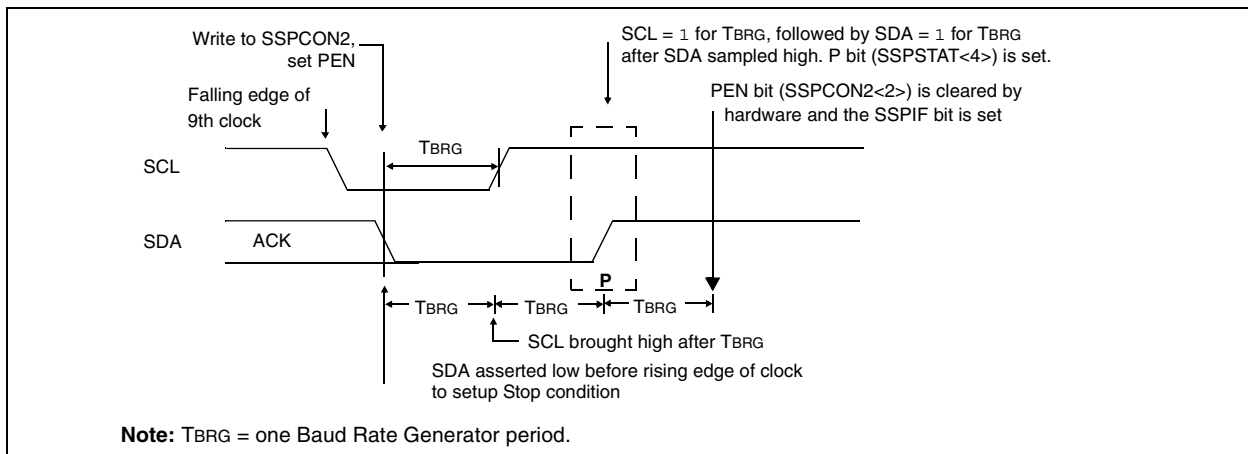 Write to SSPCON2,
set PEN
SCL = 1 for TBRG, followed by SDA = 1 for TBRG
after SDA sampled high. P bit (SSPSTAT<4>) is set.
Falling edge of
9th clock
PEN bit (SSPCON2<2>) is cleared by
hardware and the SSPIF bit is set
TBRG
SCL
SDA
ACK
P
TBRG
TBRG
TBRG
SCL brought high after TBRG
SDA asserted low before rising edge of clock
to setup Stop condition
Note: TBRG = one Baud Rate Generator period.